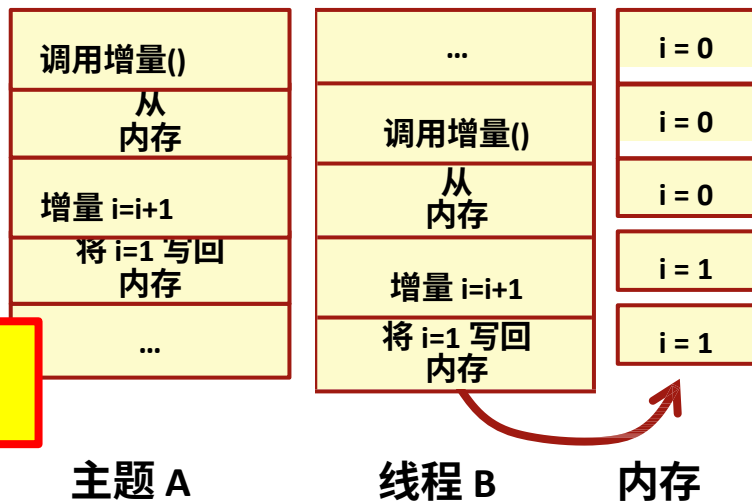 调用增量()
从
内存
增量 i=i+1
将 i=1 写回
内存
...
主题 A
...
调用增量()
从
内存
增量 i=i+1
将 i=1 写回
内存
线程 B
i = 0
i = 0
i = 0
i = 1
i = 1
内存